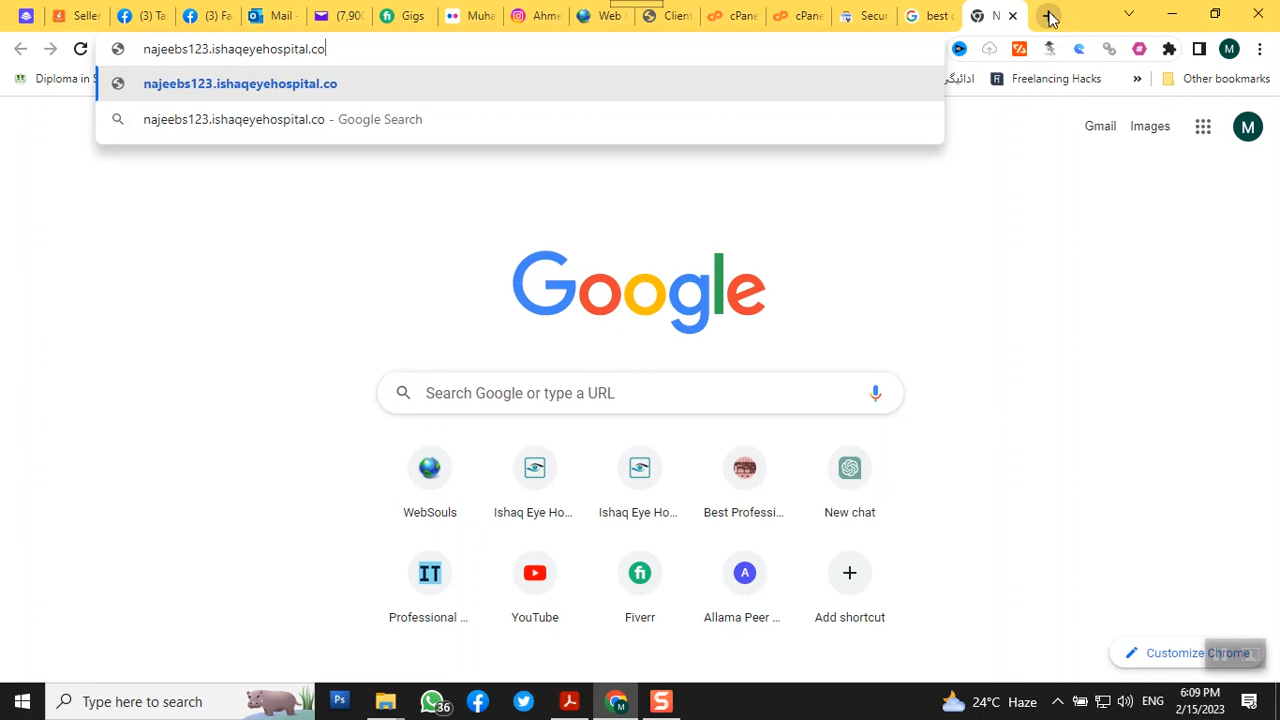 Seller
(3) Ta
(3) Fa
Mail -
(7,90
Gigs
Muha
Ahme
Web
Client
cPane
cPane
Secur
best c
N
najeebs123.ishaqeyehospital.co
najeebs123.ishaqeyehospital.co
najeebs123.ishaqeyehospital.co - Google Search
M
Diploma in S
ادائیگی
Freelancing Hacks
»
Other bookmarks
Gmail
Images
M
Google
Search Google or type a URL
WebSouls
Ishaq Eye Ho...
Ishaq Eye Ho...
Best Professi...
New chat
IT
A
Professional ...
YouTube
Fiverr
Allama Peer ...
Add shortcut
Customize Chrome
Type here to search
Ps
36
S
24°C Haze
ENG
6:09 PM
2/15/2023